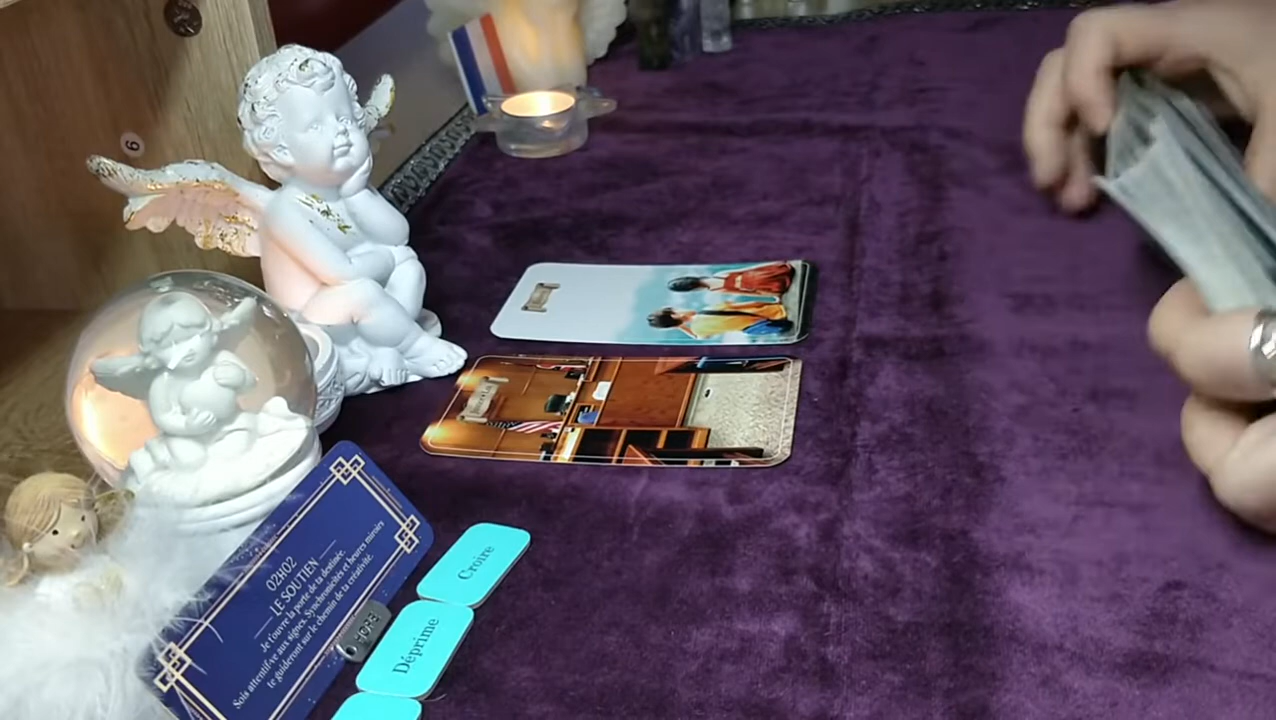 02H02
LE SOUTIEN
Je t'ouvre la porte de ta destinée.
Sois attentif·ve aux signes. Synchronicités et heures miroirs
te guideront sur le chemin de ta créativité.
Croire
Déprime